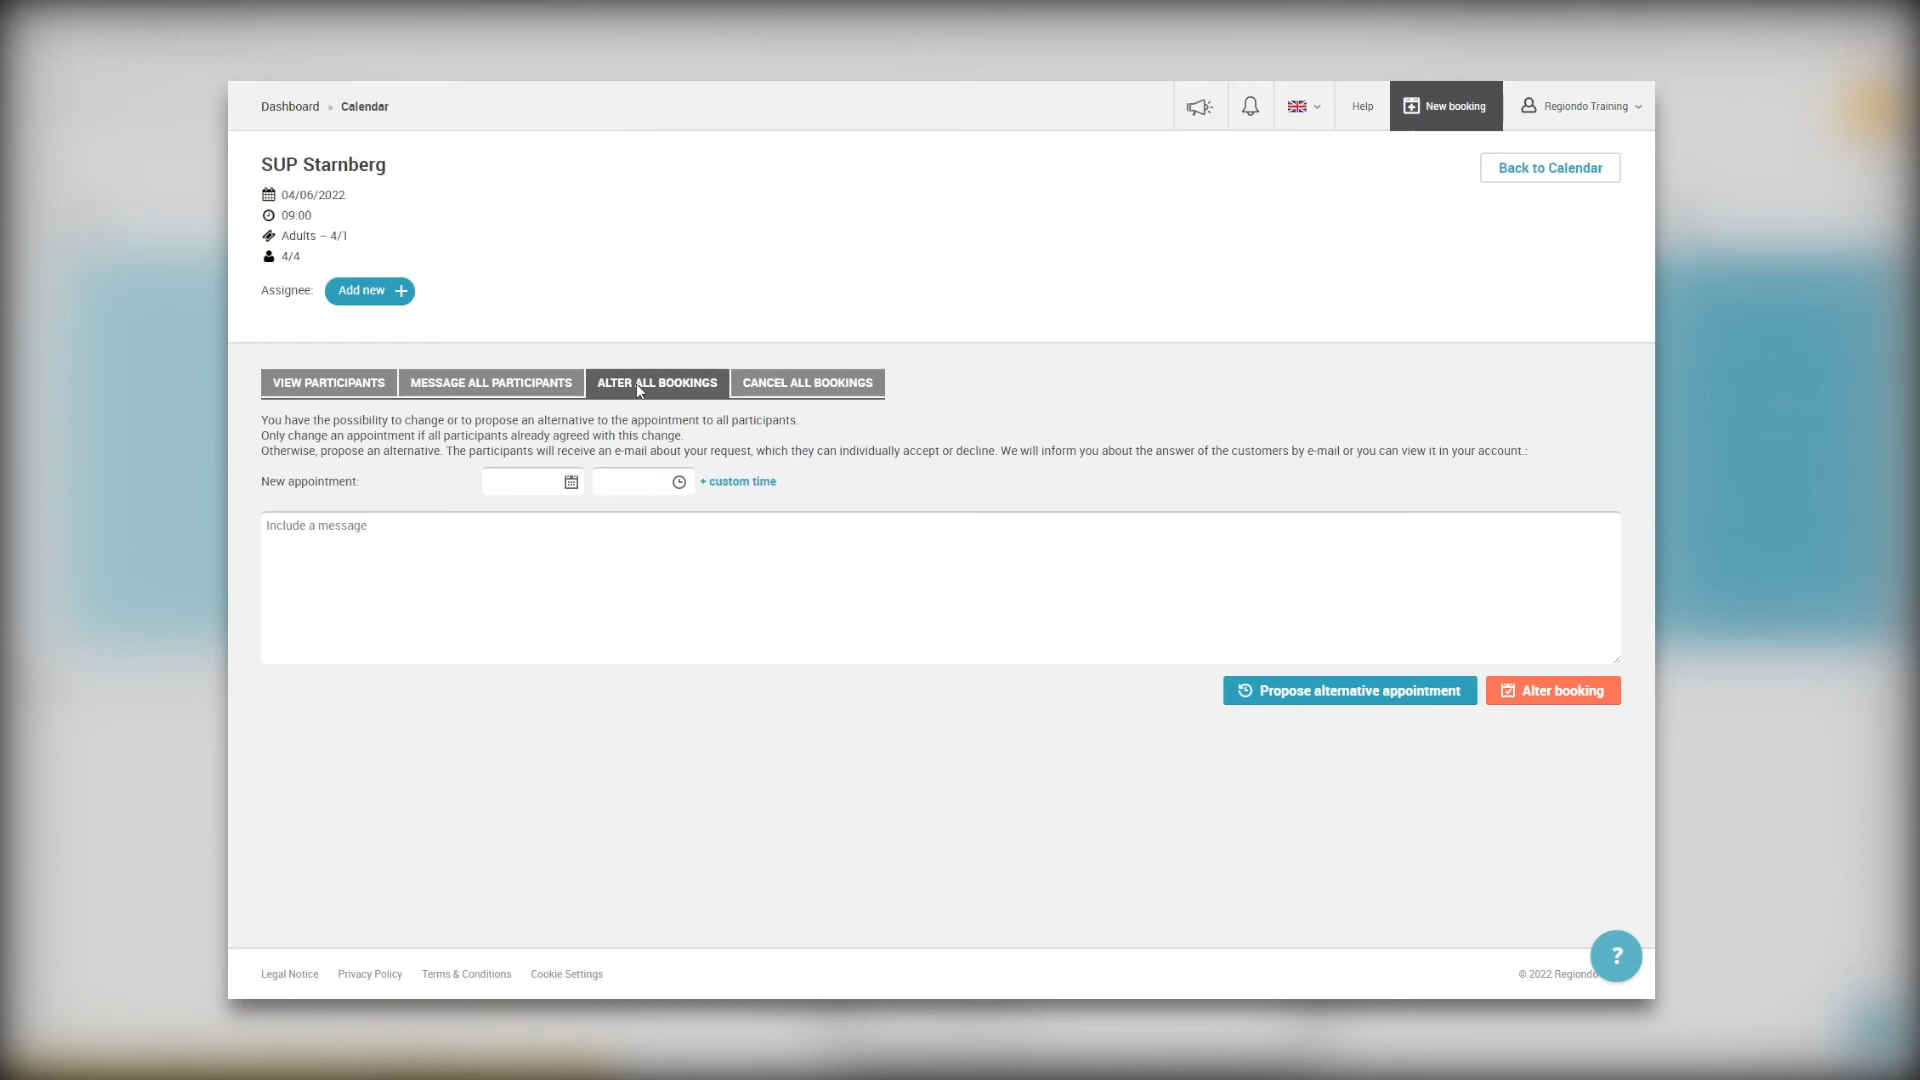 Dashboard » Calendar
Help
New booking
Regiondo Training
SUP Starnberg
Back to Calendar
04/06/2022
09:00
Adults – 4/1
4/4
Assignee: Add new +
VIEW PARTICIPANTS MESSAGE ALL PARTICIPANTS ALTER ALL BOOKINGS CANCEL ALL BOOKINGS
You have the possibility to change or to propose an alternative to the appointment to all participants.
Only change an appointment if all participants already agreed with this change.
Otherwise, propose an alternative. The participants will receive an e-mail about your request, which they can individually accept or decline. We will inform you about the answer of the customers by e-mail or you can view it in your account.:
New appointment: + custom time
Include a message
Propose alternative appointment Alter booking
?
Legal Notice Privacy Policy Terms & Conditions Cookie Settings © 2022 Regiondo